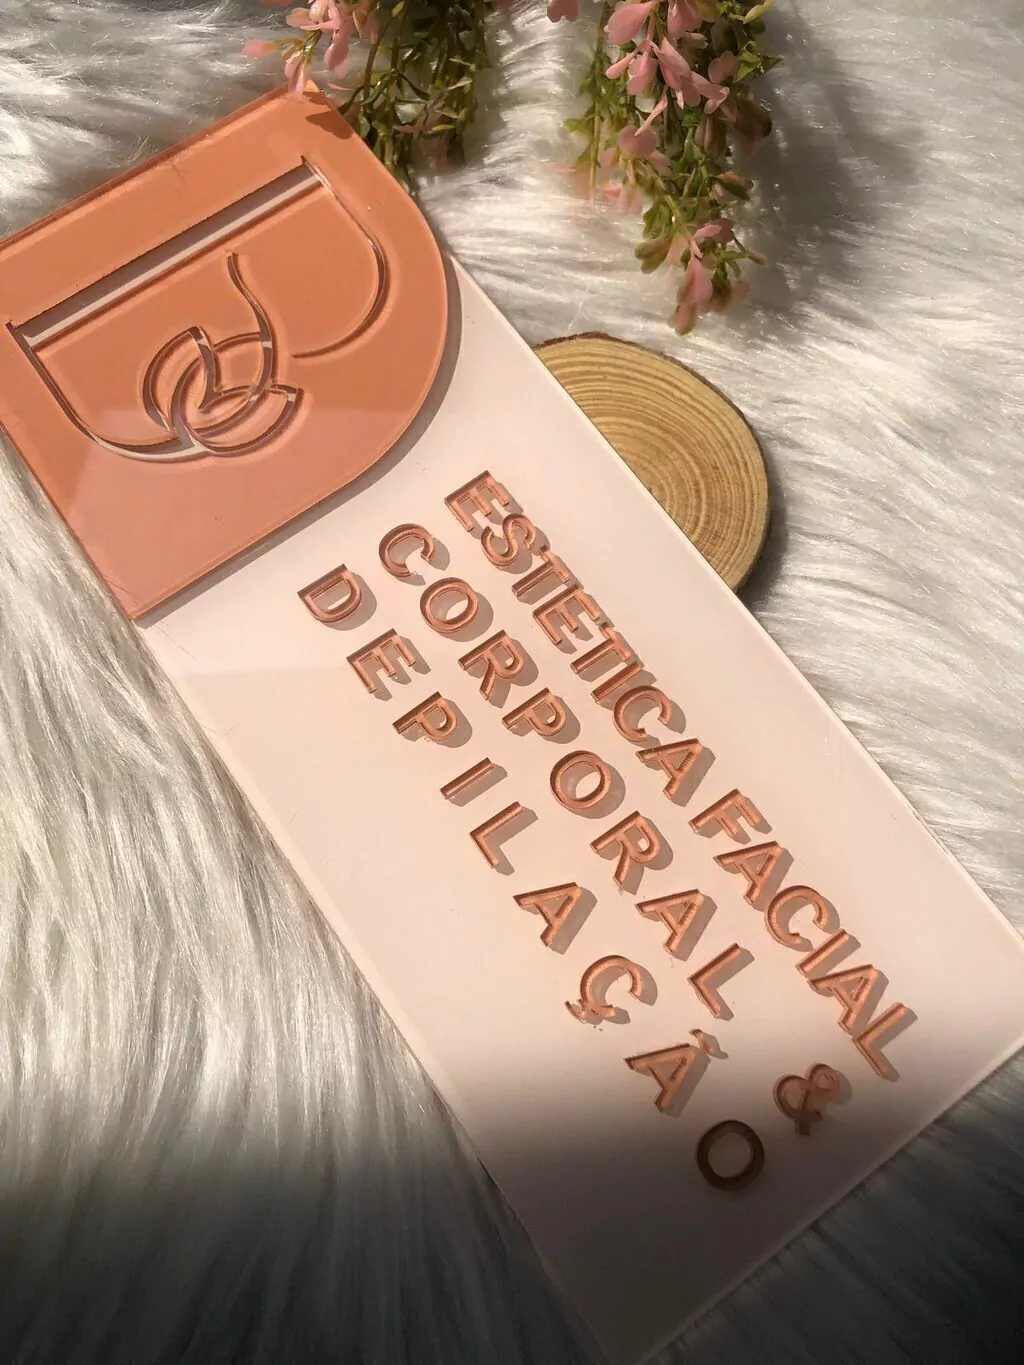 ESTETICA FACIAL
CORPORAL &
DEPILAÇÃO